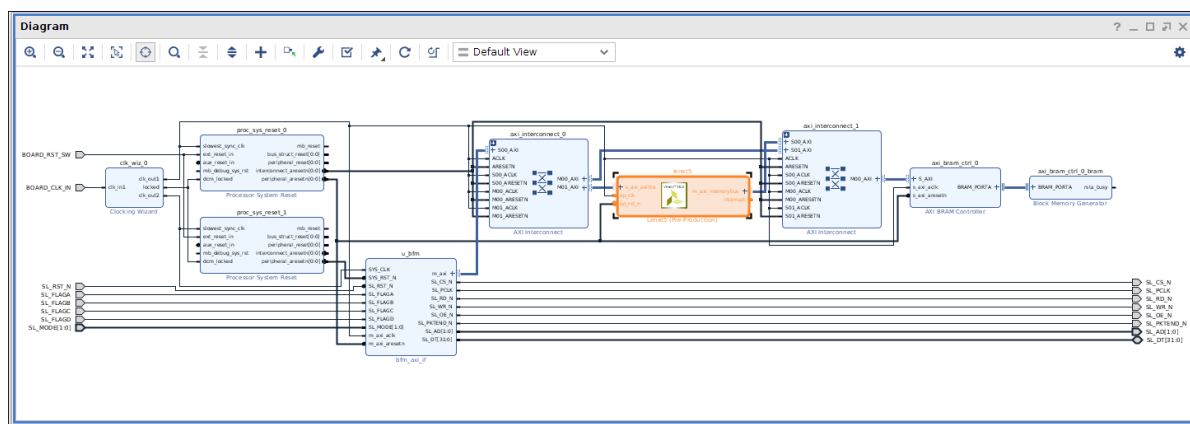 Diagram
Default View
BOARD_RST_SW
BOARD_CLK_IN
clk_wiz_0
clk_in1
clk_out1
locked
clk_out2
Clocking Wizard
proc_sys_reset_0
slowest_sync_clk
ext_reset_in
aux_reset_in
mb_debug_sys_rst
dcm_locked
mb_reset
bus_struct_reset[0:0]
peripheral_reset[0:0]
interconnect_aresetn[0:0]
peripheral_aresetn[0:0]
Processor System Reset
proc_sys_reset_1
slowest_sync_clk
ext_reset_in
aux_reset_in
mb_debug_sys_rst
dcm_locked
mb_reset
bus_struct_reset[0:0]
peripheral_reset[0:0]
interconnect_aresetn[0:0]
peripheral_aresetn[0:0]
Processor System Reset
SL_RST_N
SL_FLAGA
SL_FLAGB
SL_FLAGC
SL_FLAGD
SL_MODE[1:0]
u_bfm
SYS_CLK
SYS_RST_N
SL_RST_N
SL_FLAGA
SL_FLAGB
SL_FLAGC
SL_FLAGD
SL_MODE[1:0]
m_axi_aclk
m_axi_aresetn
m_axi
SL_CS_N
SL_PCLK
SL_RD_N
SL_WR_N
SL_OE_N
SL_PKTEND_N
SL_AD[1:0]
SL_DT[31:0]
bfm_axi_if
axi_interconnect_0
S00_AXI
ACLK
ARESETN
S00_ACLK
S00_ARESETN
M00_ACLK
M00_ARESETN
M01_ACLK
M01_ARESETN
M00_AXI
M01_AXI
AXI Interconnect
lenet5
ap_clk
ap_rst_n
interrupt
Lenet5 (Pre-Production)
axi_interconnect_1
S00_AXI
S01_AXI
ACLK
ARESETN
S00_ACLK
S00_ARESETN
M00_ACLK
M00_ARESETN
S01_ACLK
S01_ARESETN
M00_AXI
AXI Interconnect
axi_bram_ctrl_0
S_AXI
s_axi_aclk
s_axi_aresetn
BRAM_PORTA
AXI BRAM Controller
axi_bram_ctrl_0_bram
BRAM_PORTA
rsta_busy
Block Memory Generator
SL_CS_N
SL_PCLK
SL_RD_N
SL_WR_N
SL_OE_N
SL_PKTEND_N
SL_AD[1:0]
SL_DT[31:0]